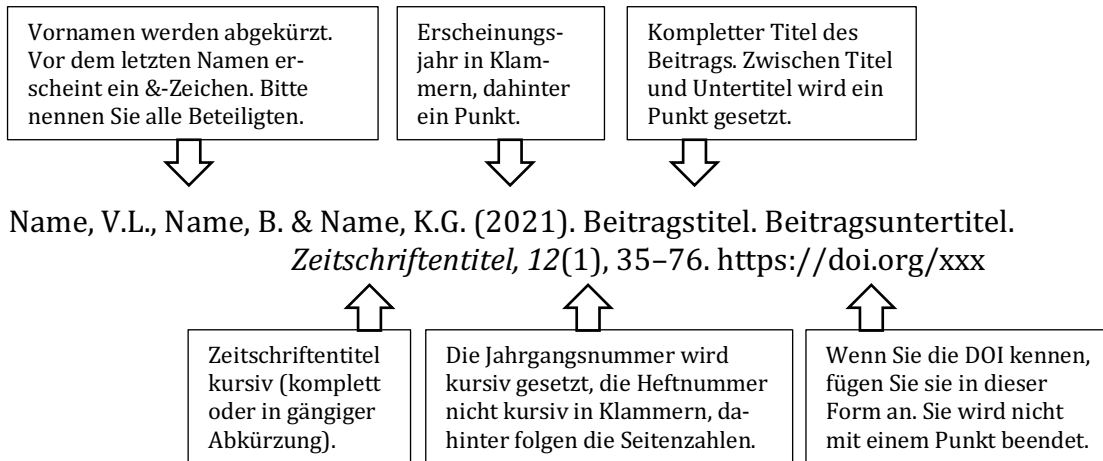 Vornamen werden abgekürzt.
Vor dem letzten Namen er-
scheint ein &-Zeichen. Bitte
nennen Sie alle Beteiligten.
Erscheinungs-
jahr in Klam-
mern, dahinter
ein Punkt.
Kompletter Titel des
Beitrags. Zwischen Titel
und Untertitel wird ein
Punkt gesetzt.
Name, V.L., Name, B. & Name, K.G. (2021). Beitragstitel. Beitragsuntertitel.
Zeitschriftentitel, 12(1), 35–76. https://doi.org/xxx
Zeitschriftentitel
kursiv (komplett
oder in gängiger
Abkürzung).
Die Jahrgangsnummer wird
kursiv gesetzt, die Heftnummer
nicht kursiv in Klammern, da-
hinter folgen die Seitenzahlen.
Wenn Sie die DOI kennen,
fügen Sie sie in dieser
Form an. Sie wird nicht
mit einem Punkt beendet.